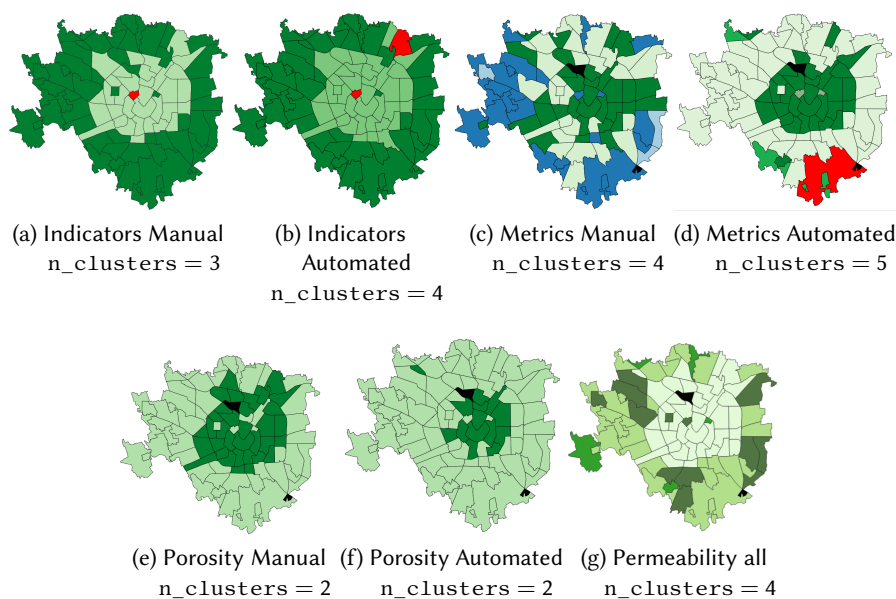 (a) Indicators Manual
n_clusters = 3
(b) Indicators
Automated
n_clusters = 4
(c) Metrics Manual
n_clusters = 4
(d) Metrics Automated
n_clusters = 5
(e) Porosity Manual
n_clusters = 2
(f) Porosity Automated
n_clusters = 2
(g) Permeability all
n_clusters = 4